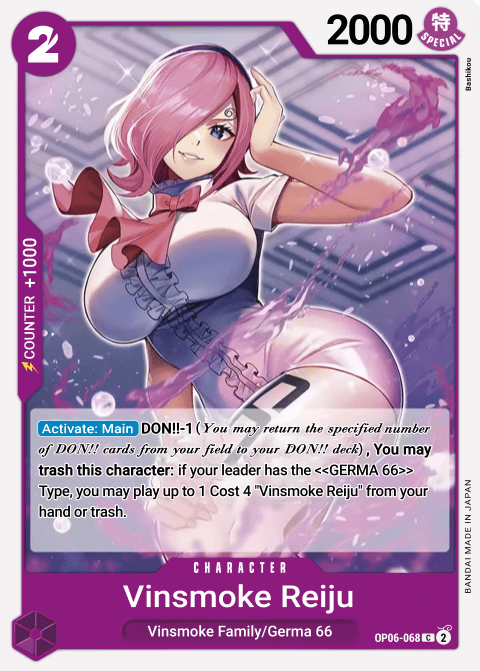 2
2000
特
SPECIAL
Bashikou
COUNTER +1000
Activate: Main DON!!-1 (You may return the specified number
of DON!! cards from your field to your DON!! deck) , You may
trash this character: if your leader has the <<GERMA 66>>
Type, you may play up to 1 Cost 4 "Vinsmoke Reiju" from your
hand or trash.
BANDAI MADE IN JAPAN
CHARACTER
Vinsmoke Reiju
Vinsmoke Family/Germa 66
OP06-068 C 2